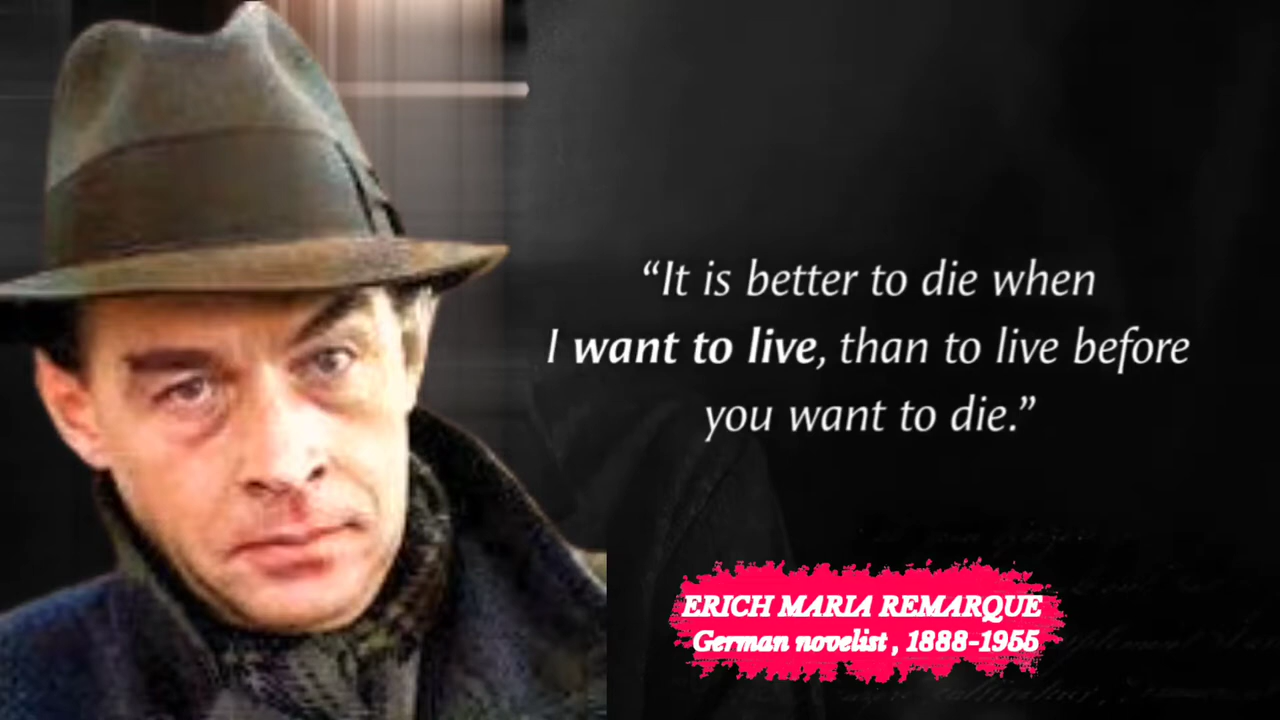 “It is better to die when
I want to live, than to live before
you want to die.”
ERICH MARIA REMARQUE
German novelist , 1888-1955